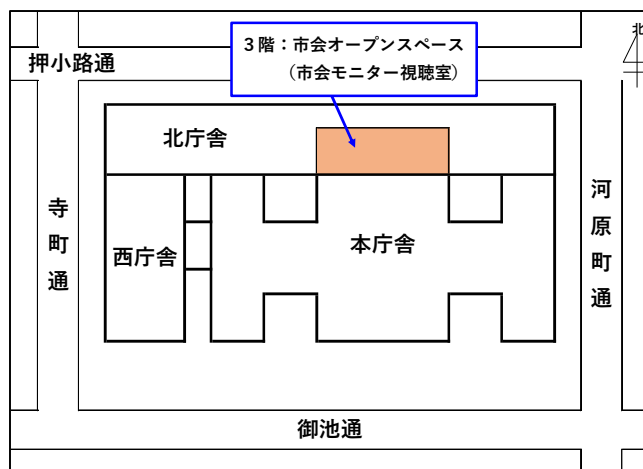 3階：市会オープンスペース
（市会モニター視聴室）
北
押小路通
北庁舎
寺町通
西庁舎
本庁舎
河原町通
御池通